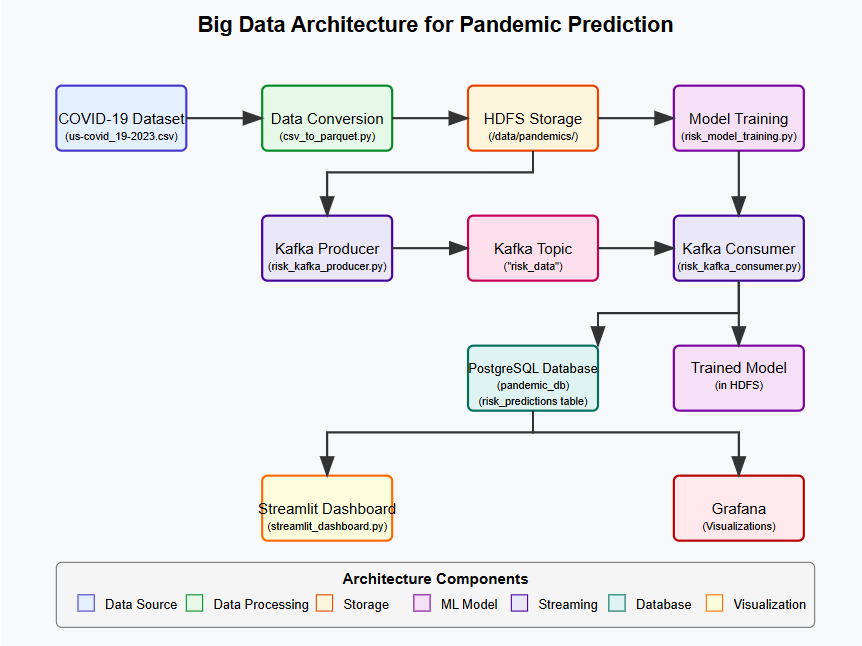 Big Data Architecture for Pandemic Prediction
COVID-19 Dataset
(us-covid_19-2023.csv)
Data Conversion
(csv_to_parquet.py)
HDFS Storage
(/data/pandemics/)
Model Training
(risk_model_training.py)
Kafka Producer
(risk_kafka_producer.py)
Kafka Topic
("risk_data")
Kafka Consumer
(risk_kafka_consumer.py)
PostgreSQL Database
(pandemic_db)
(risk_predictions table)
Trained Model
(in HDFS)
Streamlit Dashboard
(streamlit_dashboard.py)
Grafana
(Visualizations)
Architecture Components
Data Source Data Processing Storage ML Model Streaming Database Visualization